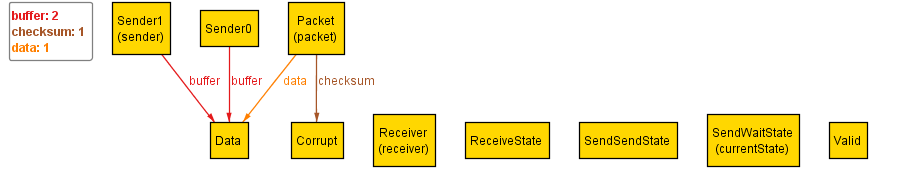 buffer: 2
checksum: 1
data: 1
Sender1
(sender)
Sender0
Packet
(packet)
buffer
buffer
data
checksum
Data
Corrupt
Receiver
(receiver)
ReceiveState
SendSendState
SendWaitState
(currentState)
Valid